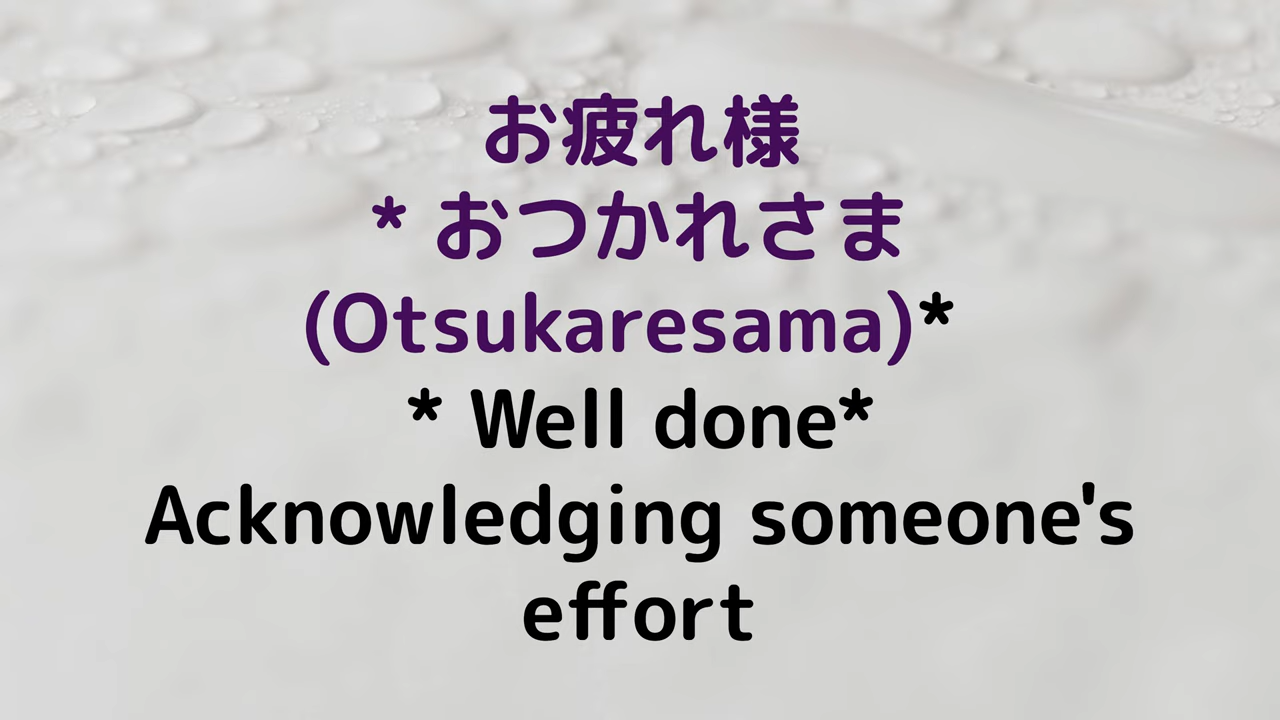 お疲れ様
* おつかれさま
(Otsukaresama)*
* Well done*
Acknowledging someone's
effort